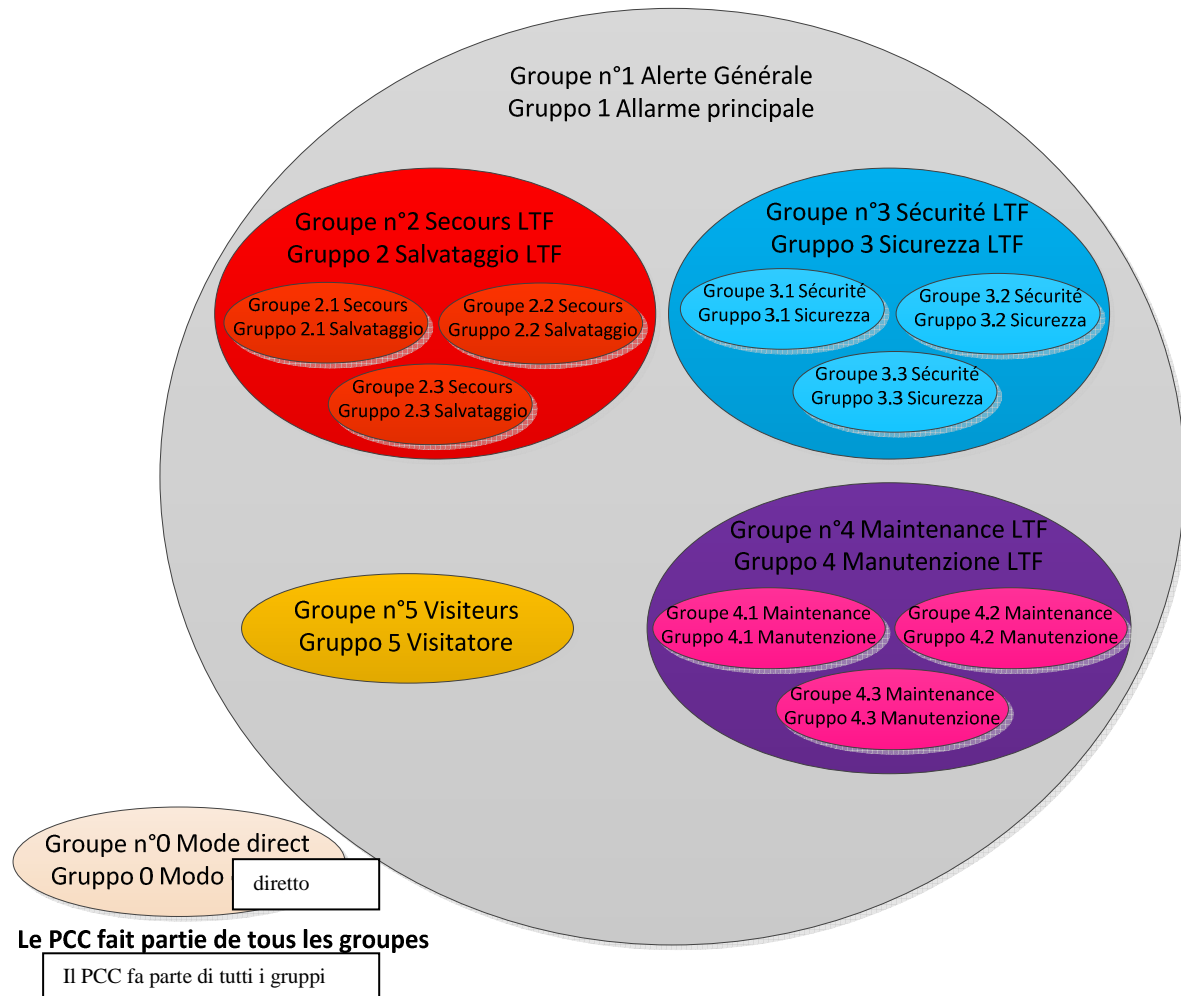 Groupe n°1 Alerte Générale
Gruppo 1 Allarme principale
Groupe n°2 Secours LTF
Gruppo 2 Salvataggio LTF
Groupe 2.1 Secours
Gruppo 2.1 Salvataggio
Groupe 2.2 Secours
Gruppo 2.2 Salvataggio
Groupe 2.3 Secours
Gruppo 2.3 Salvataggio
Groupe n°3 Sécurité LTF
Gruppo 3 Sicurezza LTF
Groupe 3.1 Sécurité
Gruppo 3.1 Sicurezza
Groupe 3.2 Sécurité
Gruppo 3.2 Sicurezza
Groupe 3.3 Sécurité
Gruppo 3.3 Sicurezza
Groupe n°4 Maintenance LTF
Gruppo 4 Manutenzione LTF
Groupe 4.1 Maintenance
Gruppo 4.1 Manutenzione
Groupe 4.2 Maintenance
Gruppo 4.2 Manutenzione
Groupe 4.3 Maintenance
Gruppo 4.3 Manutenzione
Groupe n°5 Visiteurs
Gruppo 5 Visitatore
Groupe n°0 Mode direct
Gruppo 0 Modo diretto
Le PCC fait partie de tous les groupes
Il PCC fa parte di tutti i gruppi